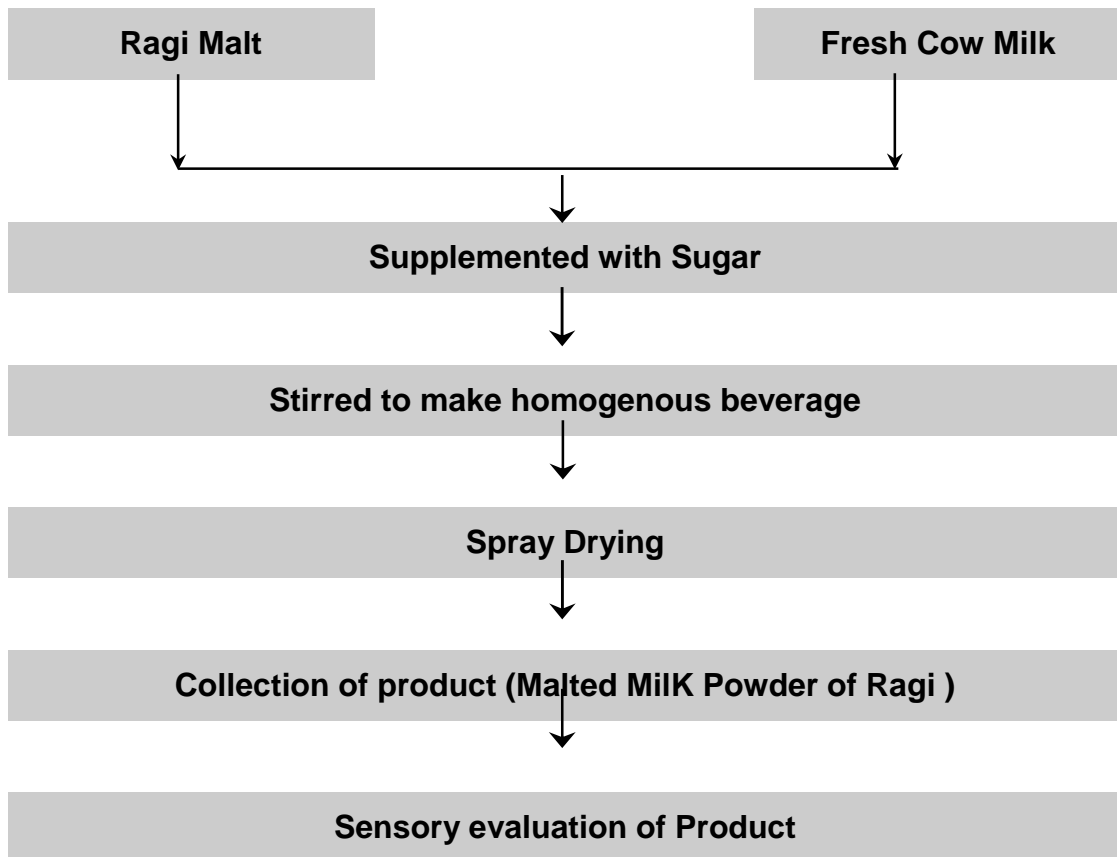 Ragi Malt
Fresh Cow Milk
Supplemented with Sugar
Stirred to make homogenous beverage
Spray Drying
Collection of product (Malted MilK Powder of Ragi )
Sensory evaluation of Product